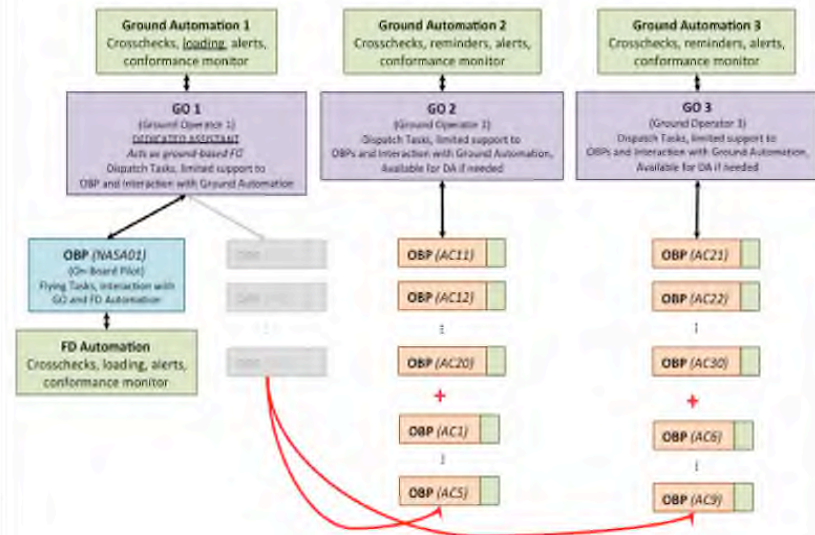 Ground Automation 1
Crosschecks, loading, alerts,
conformance monitor
Ground Automation 2
Crosschecks, reminders, alerts,
conformance monitor
Ground Automation 3
Crosschecks, reminders, alerts,
conformance monitor
GO 1
(Ground Operator 1)
DEDICATED ASSISTANT
Acts as ground-based FO
Dispatch Tasks, limited support to
OBP and Interaction with Ground Automation
GO 2
(Ground Operator 1)
Dispatch Tasks, limited support to
OBPs and Interaction with Ground Automation,
Available for DA if needed
GO 3
(Ground Operator 1)
Dispatch Tasks, limited support to
OBPs and Interaction with Ground Automation,
Available for DA if needed
OBP (NASA01)
(On-Board Pilot)
Flying Tasks, interaction with
GO and FD Automation
FD Automation
Crosschecks, loading, alerts,
conformance monitor
OBP (AC11)
OBP (AC12)
⋮
OBP (AC20)
+
OBP (AC1)
⋮
OBP (AC5)
OBP (AC21)
OBP (AC22)
⋮
OBP (AC30)
+
OBP (AC6)
⋮
OBP (AC9)